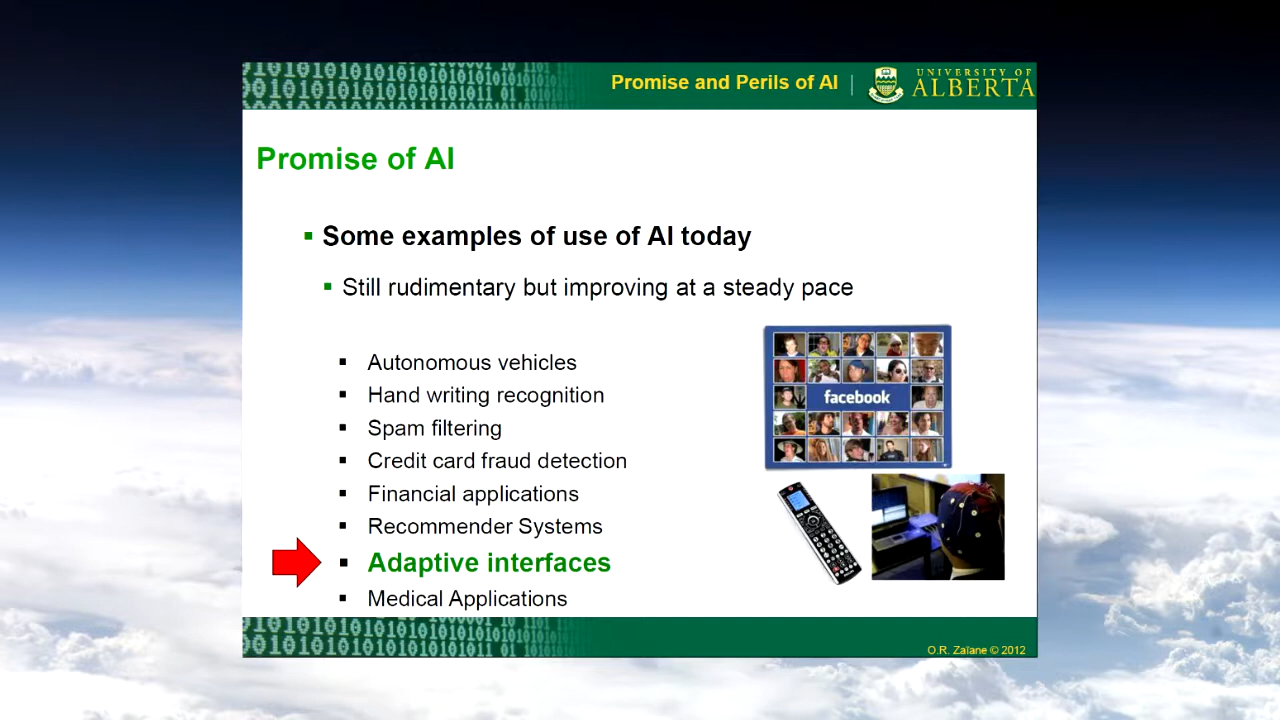 Promise and Perils of AI
UNIVERSITY OF
ALBERTA
Promise of AI
Some examples of use of AI today
Still rudimentary but improving at a steady pace
Autonomous vehicles
Hand writing recognition
Spam filtering
Credit card fraud detection
Financial applications
Recommender Systems
Adaptive interfaces
Medical Applications
facebook
O.R. Zaïane © 2012